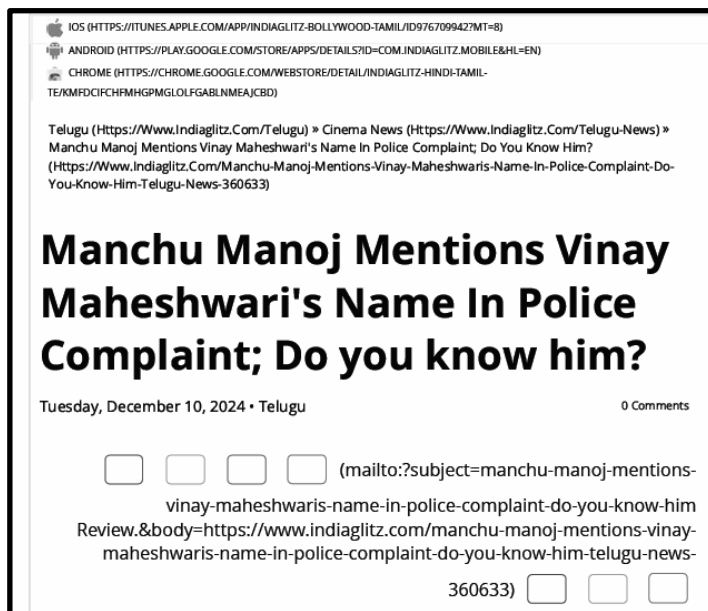 IOS (HTTPS://ITUNES.APPLE.COM/APP/INDIAGLITZ-BOLLYWOOD-TAMIL/ID976709942?MT=8)
ANDROID (HTTPS://PLAY.GOOGLE.COM/STORE/APPS/DETAILS?ID=COM.INDIAGLITZ.MOBILE&HL=EN)
CHROME (HTTPS://CHROME.GOOGLE.COM/WEBSTORE/DETAIL/INDIAGLITZ-HINDI-TAMIL-
TE/KMFDCIFCHFMHGPMGLOLFGABLNMEAJCBD)
Telugu (Https://Www.Indiaglitz.Com/Telugu) » Cinema News (Https://Www.Indiaglitz.Com/Telugu-News) »
Manchu Manoj Mentions Vinay Maheshwari's Name In Police Complaint; Do You Know Him?
(Https://Www.Indiaglitz.Com/Manchu-Manoj-Mentions-Vinay-Maheshwaris-Name-In-Police-Complaint-Do-
You-Know-Him-Telugu-News-360633)
Manchu Manoj Mentions Vinay
Maheshwari's Name In Police
Complaint; Do you know him?
Tuesday, December 10, 2024 • Telugu 0 Comments
(mailto:?subject=manchu-manoj-mentions-
vinay-maheshwaris-name-in-police-complaint-do-you-know-him
Review.&body=https://www.indiaglitz.com/manchu-manoj-mentions-vinay-
maheshwaris-name-in-police-complaint-do-you-know-him-telugu-news-
360633)